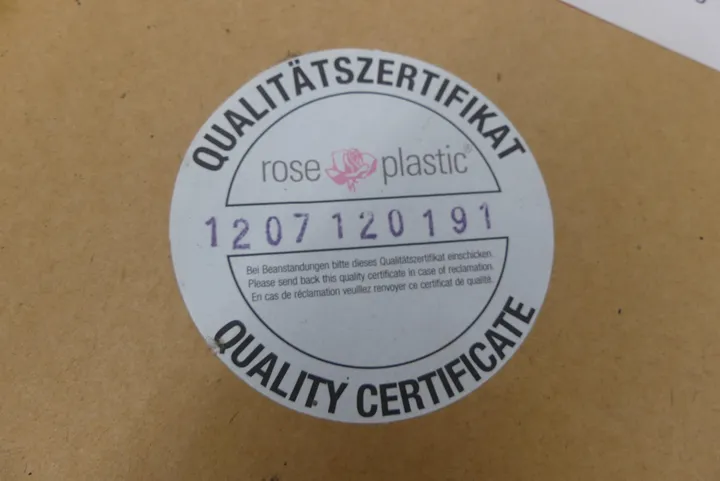 QUALITÄTSZERTIFIKAT
rose plastic®
1207 120191
Bei Beanstandungen bitte dieses Qualitätszertifikat einschicken.
Please send back this quality certificate in case of reclamation.
En cas de réclamation veuillez renvoyer ce certificat de qualité.
QUALITY CERTIFICATE